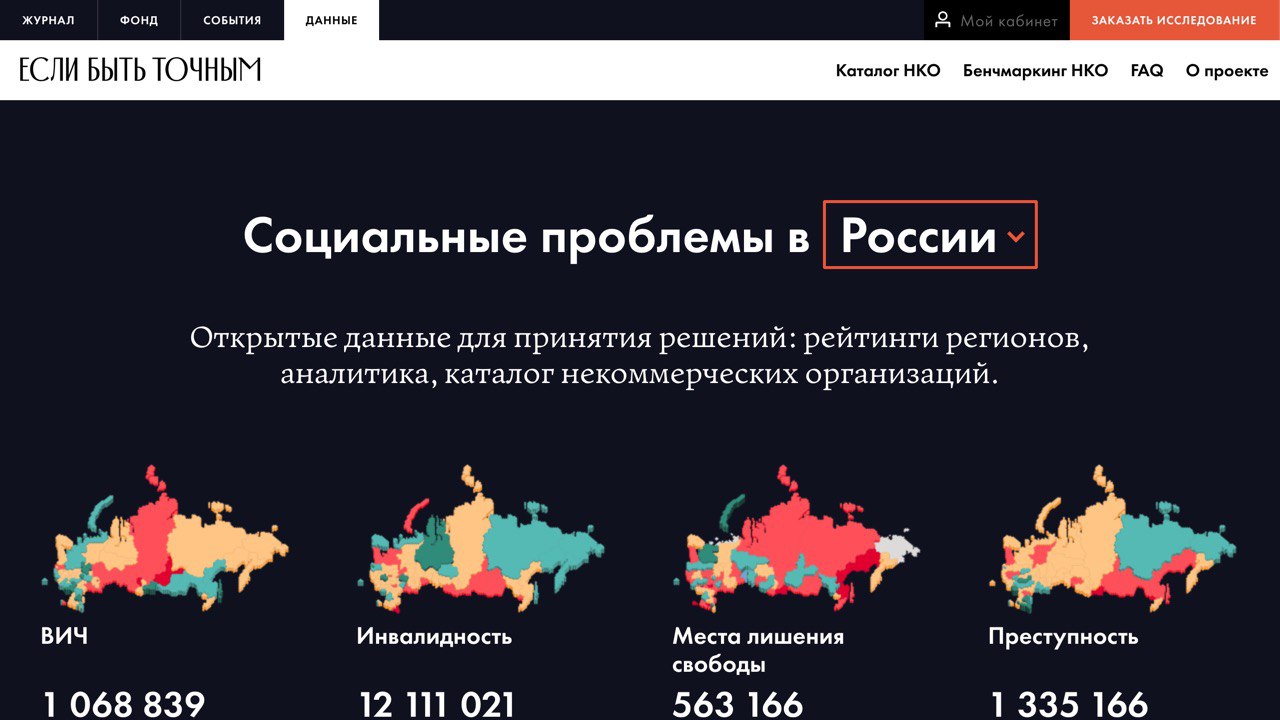 ЖУРНАЛ ФОНД СОБЫТИЯ ДАННЫЕ Мой кабинет ЗАКАЗАТЬ ИССЛЕДОВАНИЕ
ЕСЛИ БЫТЬ ТОЧНЫМ Каталог НКО Бенчмаркинг НКО FAQ О проекте
Социальные проблемы в России
Открытые данные для принятия решений: рейтинги регионов,
аналитика, каталог некоммерческих организаций.
ВИЧ
1 068 839
Инвалидность
12 111 021
Места лишения
свободы
563 166
Преступность
1 335 166